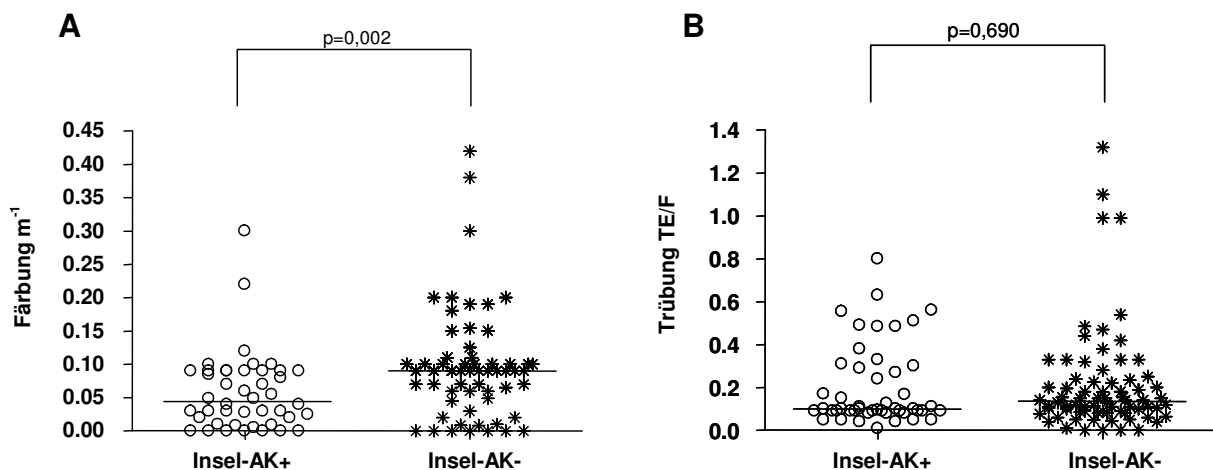 A
p=0,002
Färbung m-1
0.45
0.40
0.35
0.30
0.25
0.20
0.15
0.10
0.05
0.00
Insel-AK+ Insel-AK-
B
p=0,690
Trübung TE/F
1.4
1.2
1.0
0.8
0.6
0.4
0.2
0.0
Insel-AK+ Insel-AK-